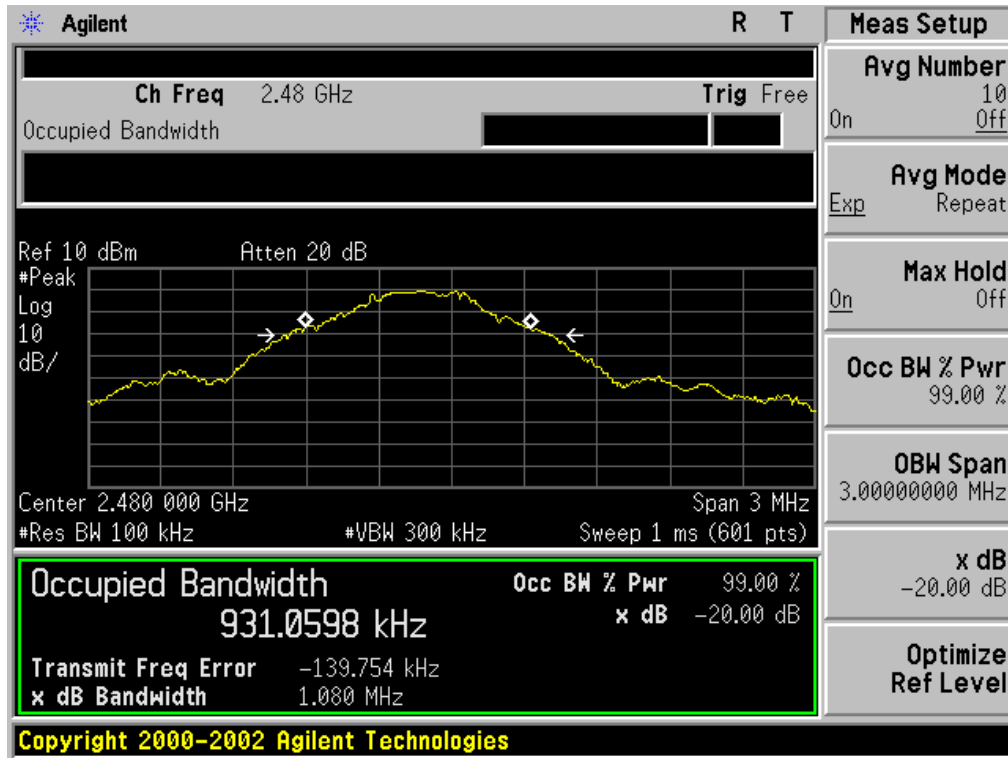 Agilent R T
Ch Freq 2.48 GHz Trig Free
Occupied Bandwidth
Ref 10 dBm Atten 20 dB
#Peak
Log
10
dB/
Center 2.480 000 GHz Span 3 MHz
#Res BW 100 kHz #VBW 300 kHz Sweep 1 ms (601 pts)
Occupied Bandwidth
931.0598 kHz
Occ BW % Pwr 99.00 %
x dB -20.00 dB
Transmit Freq Error -139.754 kHz
x dB Bandwidth 1.080 MHz
Copyright 2000-2002 Agilent Technologies
Meas Setup
Avg Number
10
On Off
Avg Mode
Exp Repeat
Max Hold
On Off
Occ BW % Pwr
99.00 %
OBW Span
3.00000000 MHz
x dB
-20.00 dB
Optimize
Ref Level